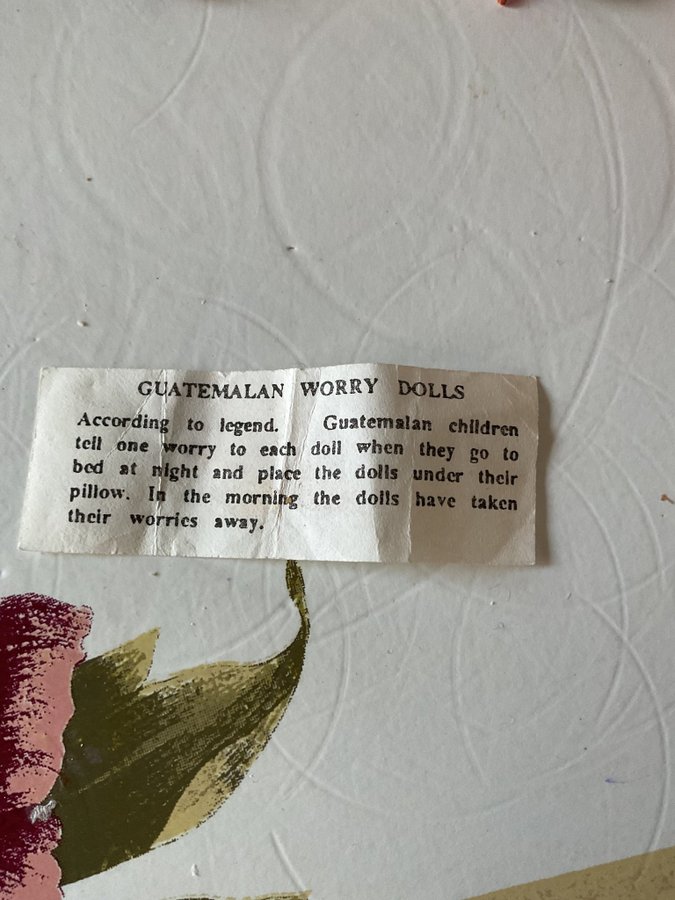 GUATEMALAN WORRY DOLLS
According to legend. Guatemalan children
tell one worry to each doll when they go to
bed at night and place the dolls under their
pillow. In the morning the dolls have taken
their worries away.